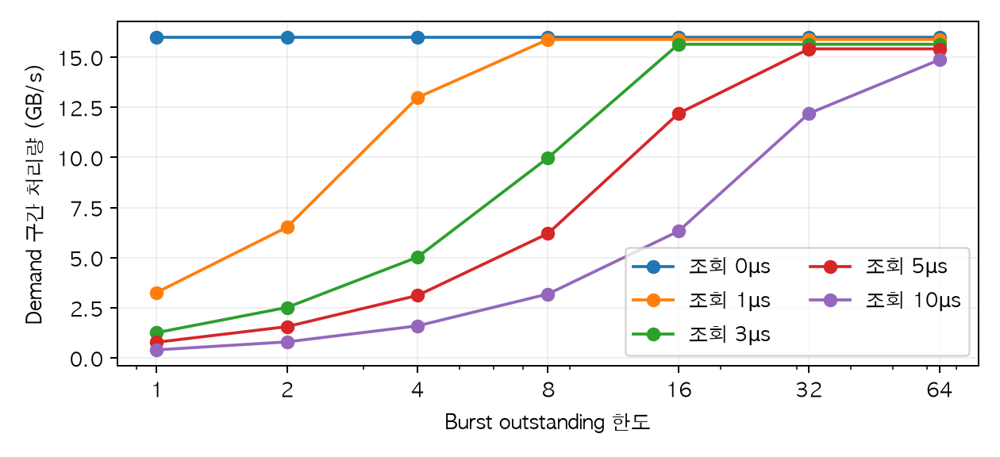 Demand 구간 처리량 (GB/s)
15.0
12.5
10.0
7.5
5.0
2.5
0.0
1 2 4 8 16 32 64
Burst outstanding 한도
조회 0μs
조회 1μs
조회 3μs
조회 5μs
조회 10μs